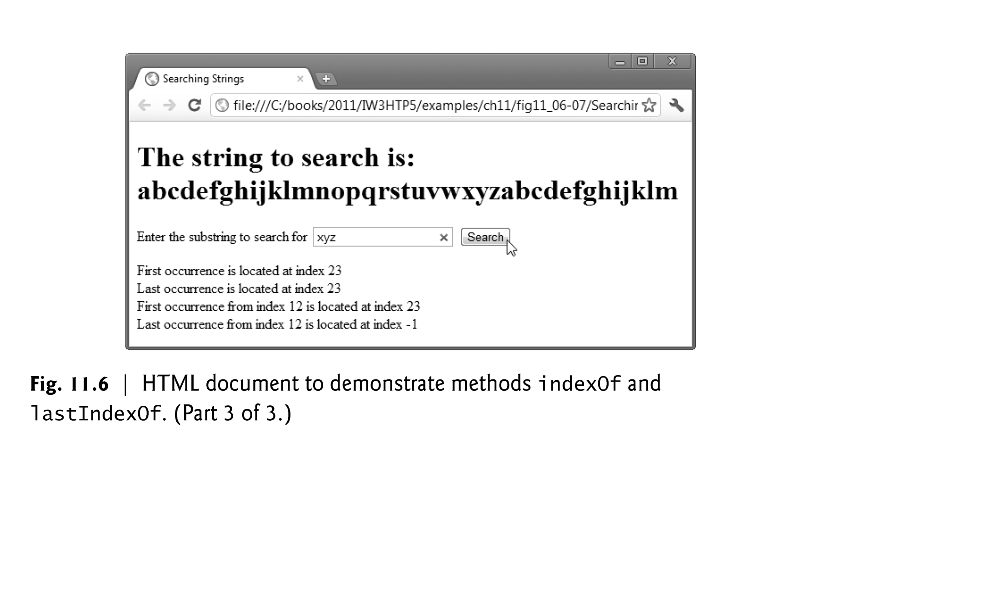 Searching Strings
file:///C:/books/2011/IW3HTP5/examples/ch11/fig11_06-07/Searchir
The string to search is:
abcdefghijklmnopqrstuvwxyzabcdefghijklm
Enter the substring to search for xyz Search
First occurrence is located at index 23
Last occurrence is located at index 23
First occurrence from index 12 is located at index 23
Last occurrence from index 12 is located at index -1
Fig. 11.6 | HTML document to demonstrate methods indexOf and
lastIndexOf. (Part 3 of 3.)